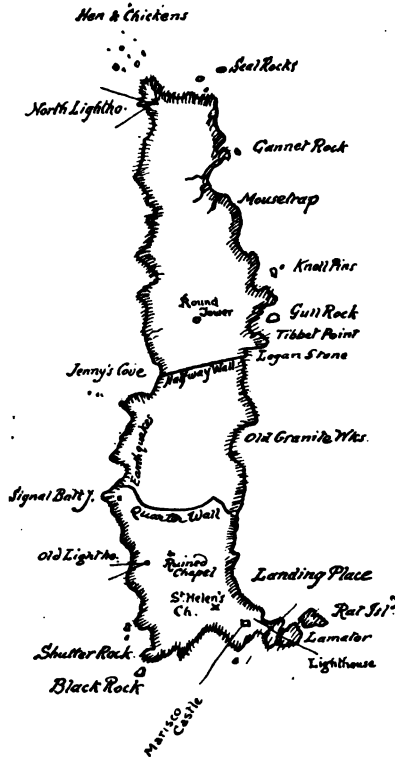 Hen & Chickens
Seal Rocks
North Lightho.
Gannet Rock
Mousetrap
Knoll Pins
Round
Tower
Gull Rock
Tibbet Point
Logan Stone
Halfway Wall
Jenny's Cove
Earthquakes
Old Granite Wks.
Signal Batt'y.
Quarter Wall
Old Lightho.
Ruined
Chapel
Landing Place
St. Helen's
Ch.
Rat Isl.
Lametor
Lighthouse
Shutter Rock.
Black Rock
Marisco
Castle